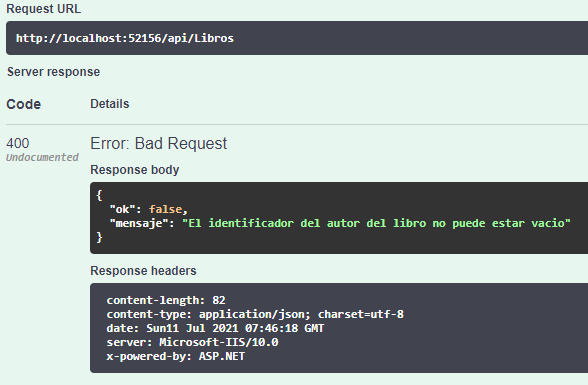 Request URL
http://localhost:52156/api/Libros
Server response
Code Details
400 Error: Bad Request
Undocumented
Response body
{
"ok": false,
"mensaje": "El identificador del autor del libro no puede estar vacio"
}
Response headers
content-length: 82
content-type: application/json; charset=utf-8
date: Sun11 Jul 2021 07:46:18 GMT
server: Microsoft-IIS/10.0
x-powered-by: ASP.NET